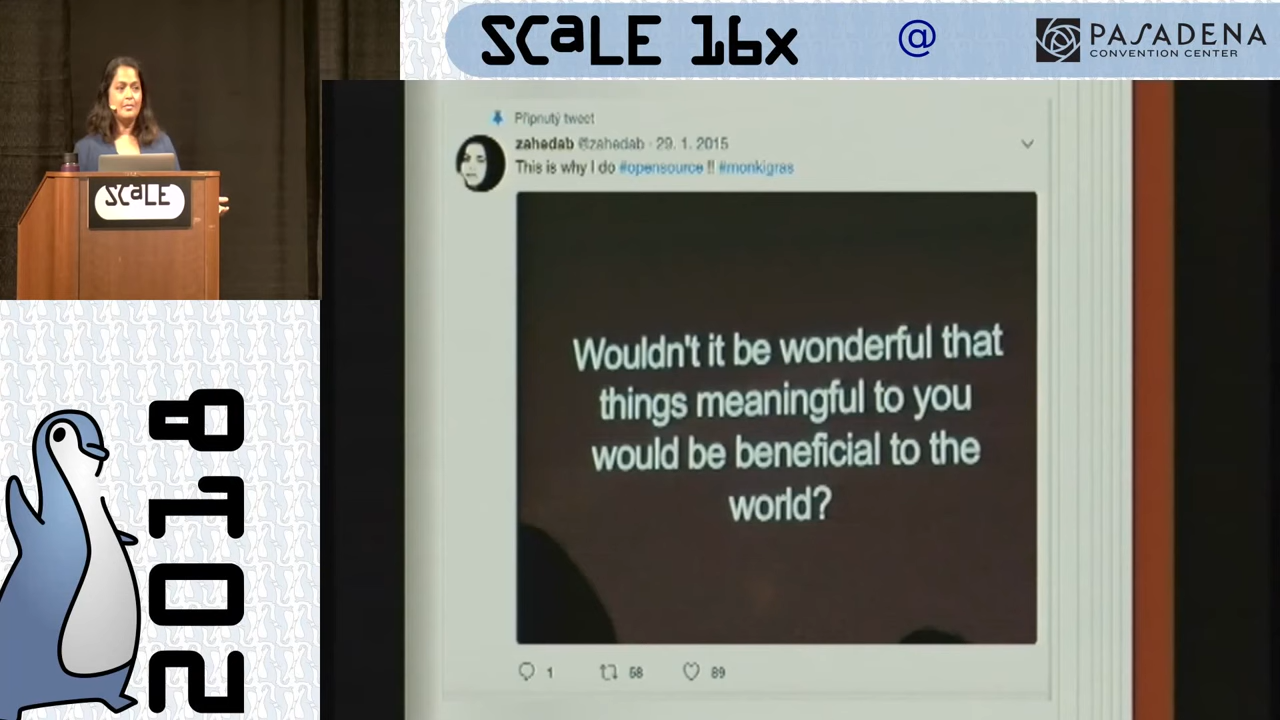 SCaLE 16x
@
PASADENA
CONVENTION CENTER
SCaLE
Připnutý tweet
zahedab @zahedab · 29. 1. 2015
This is why I do #opensource !! #monkigras
Wouldn't it be wonderful that
things meaningful to you
would be beneficial to the
world?
1 58 89
2018